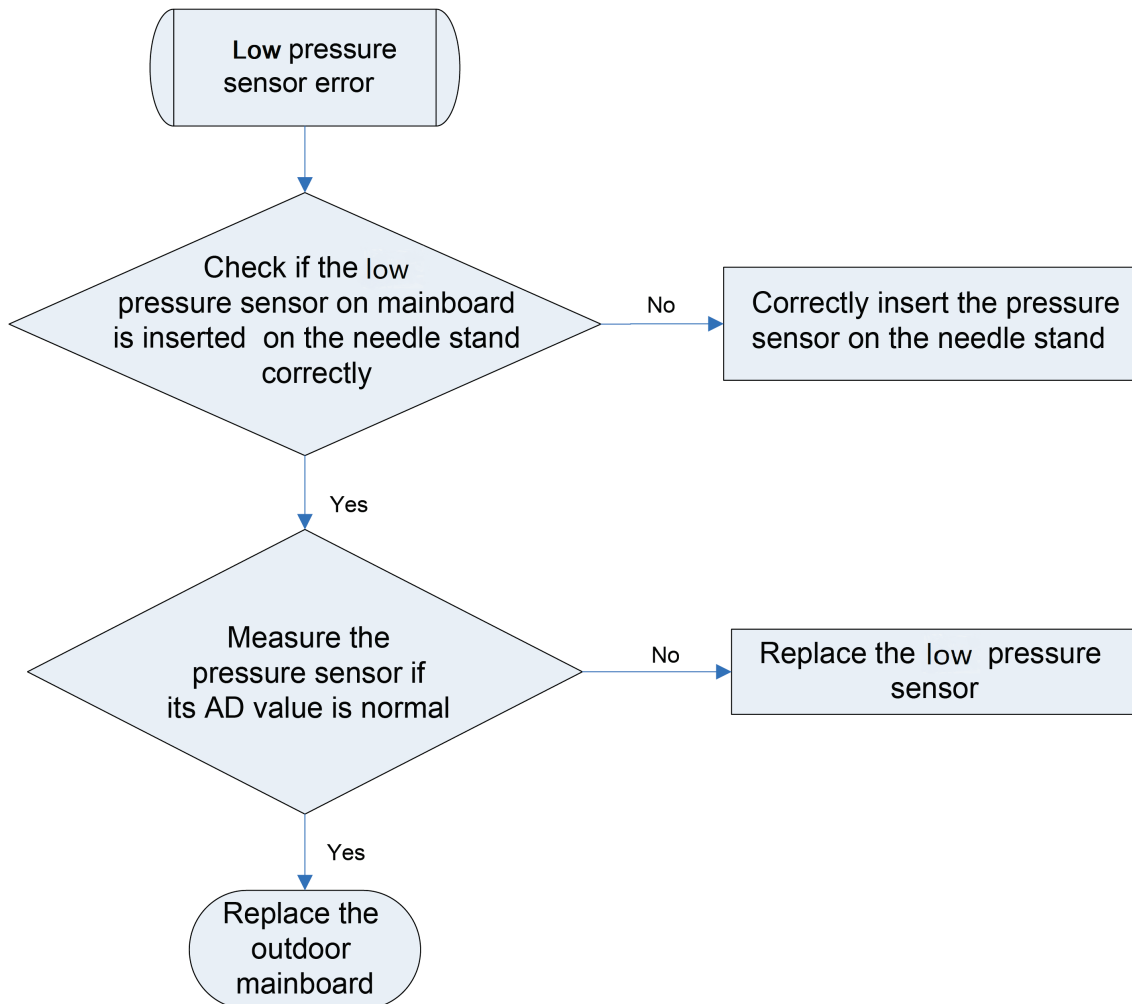 Low pressure
sensor error
Check if the low
pressure sensor on mainboard
is inserted on the needle stand
correctly
No
Correctly insert the pressure
sensor on the needle stand
Yes
Measure the
pressure sensor if
its AD value is normal
No
Replace the low pressure
sensor
Yes
Replace the
outdoor
mainboard